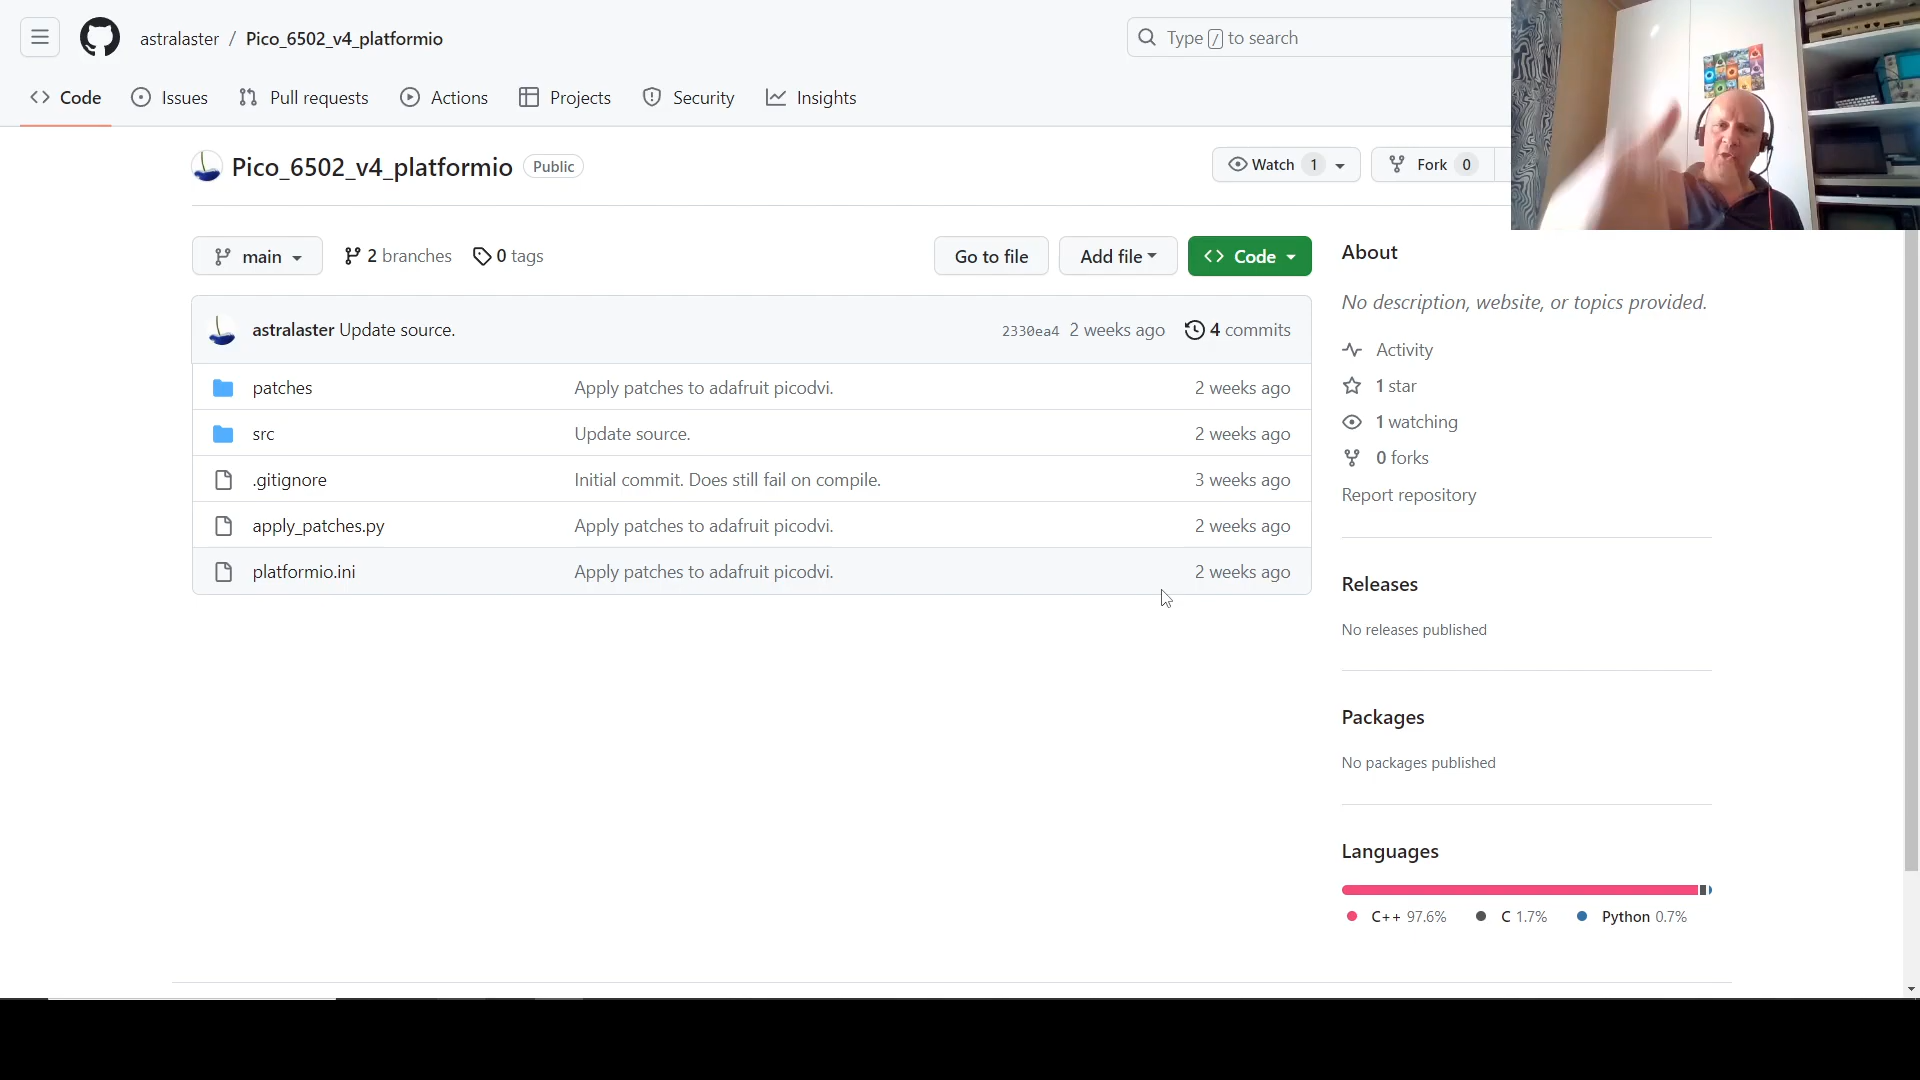 astralaster / Pico_6502_v4_platformio
Type / to search
Code Issues Pull requests Actions Projects Security Insights
Pico_6502_v4_platformio Public
Watch 1 Fork 0
main 2 branches 0 tags Go to file Add file Code
astralaster Update source. 2330ea4 2 weeks ago 4 commits
patches Apply patches to adafruit picodvi. 2 weeks ago
src Update source. 2 weeks ago
.gitignore Initial commit. Does still fail on compile. 3 weeks ago
apply_patches.py Apply patches to adafruit picodvi. 2 weeks ago
platformio.ini Apply patches to adafruit picodvi. 2 weeks ago
About
No description, website, or topics provided.
Activity
1 star
1 watching
0 forks
Report repository
Releases
No releases published
Packages
No packages published
Languages
C++ 97.6% C 1.7% Python 0.7%